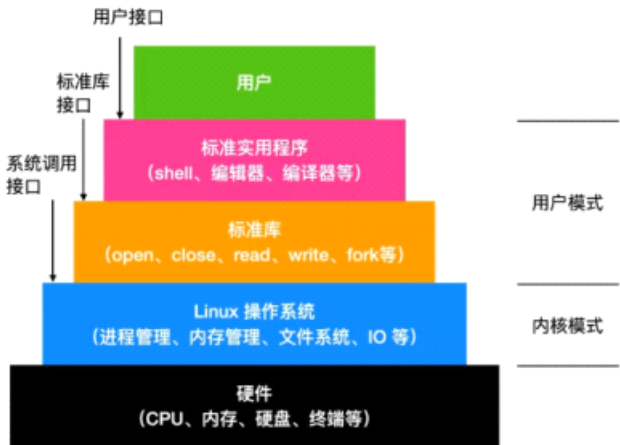 用户接口
标准库
接口
系统调用
接口
用户
标准实用程序
（shell、编辑器、编译器等）
标准库
（open、close、read、write、fork等）
Linux 操作系统
（进程管理、内存管理、文件系统、IO 等）
硬件
（CPU、内存、硬盘、终端等）
用户模式
内核模式